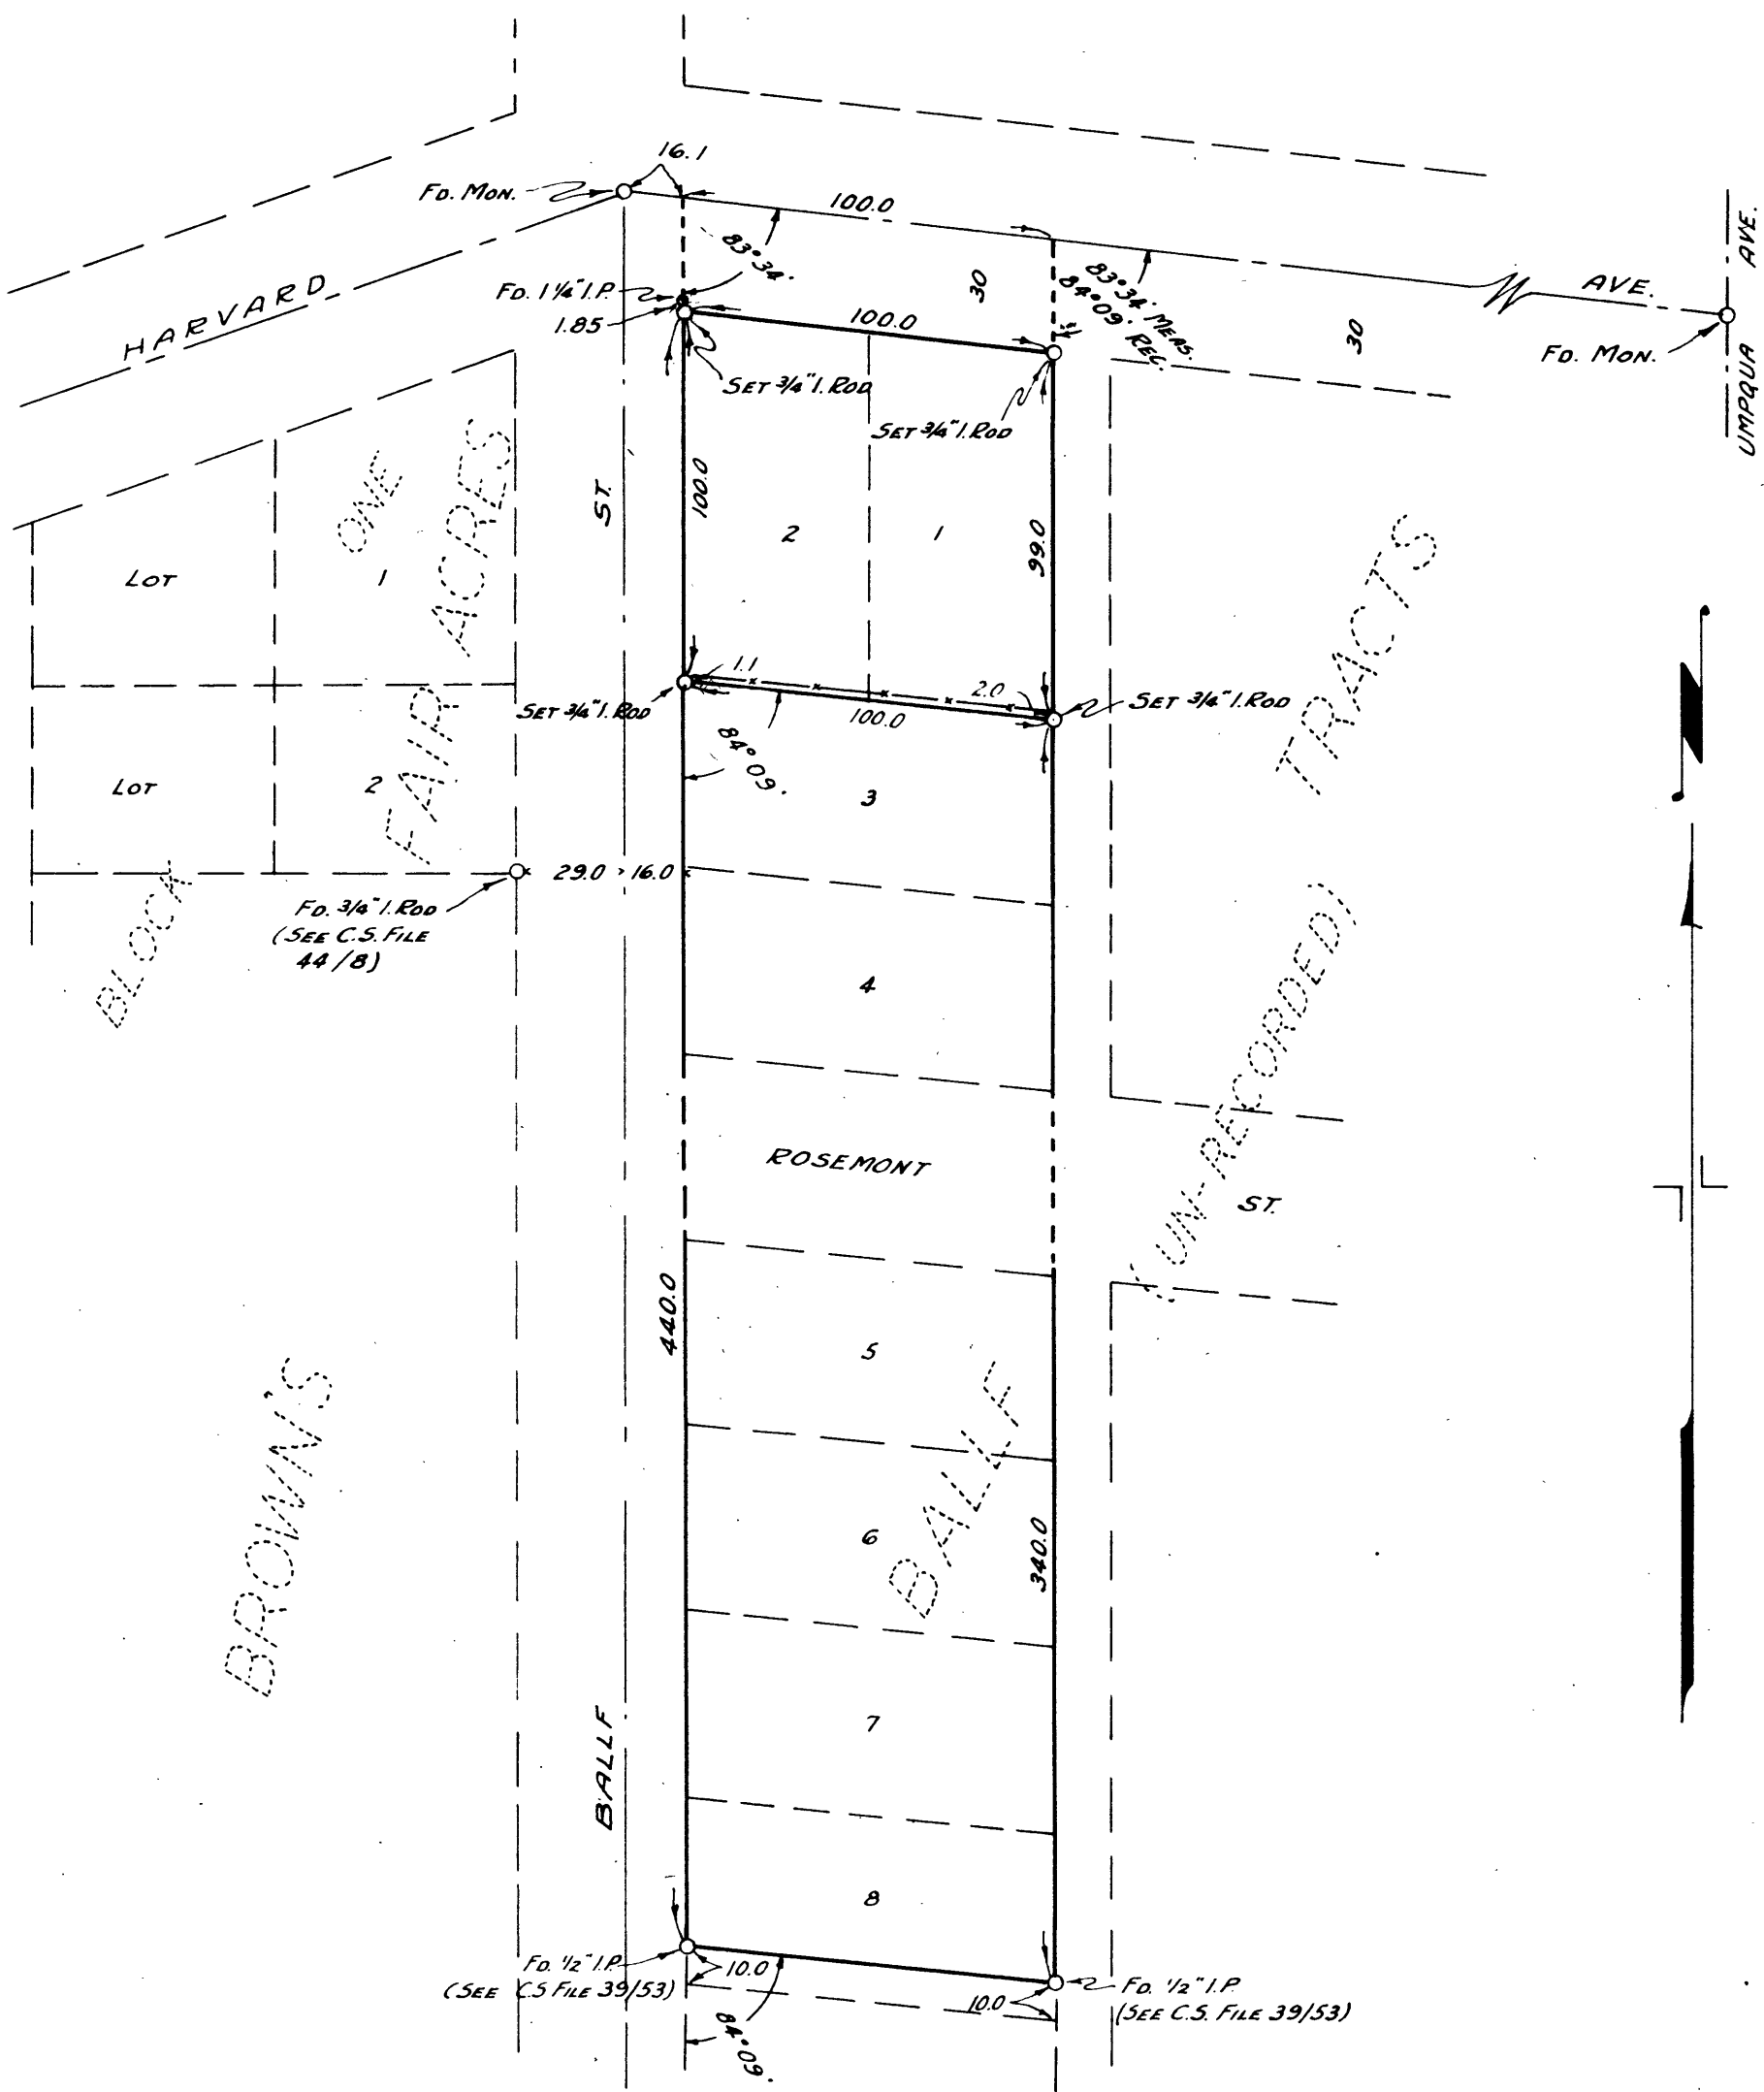 16.1
FD. MON.
100.0
83°34'
HARVARD
AVE.
UMPQUA AVE.
FD. 1 1/4" I.P.
1.85
30
83°34' MEAS.
84°09' REC.
30
FD. MON.
100.0
SET 3/4" I. ROD
SET 3/4" I. ROD
ONE
FAIR ACRES
ST.
100.0
99.0
2
1
LOT
1
TRACTS
1.1
2.0
SET 3/4" I. ROD
100.0
SET 3/4" I. ROD
84°09'
LOT
2
3
29.0
16.0
FD. 3/4" I. ROD
(SEE C.S. FILE
44/8)
BLOCK
4
(UN-RECORDED)
ROSEMONT
ST.
440.0
5
BROWN'S
BALLF
6
340.0
7
BALLF
8
FD. 1/2" I.P.
(SEE C.S FILE 39/53)
10.0
10.0
FD. 1/2" I.P.
(SEE C.S. FILE 39/53)
84°09'